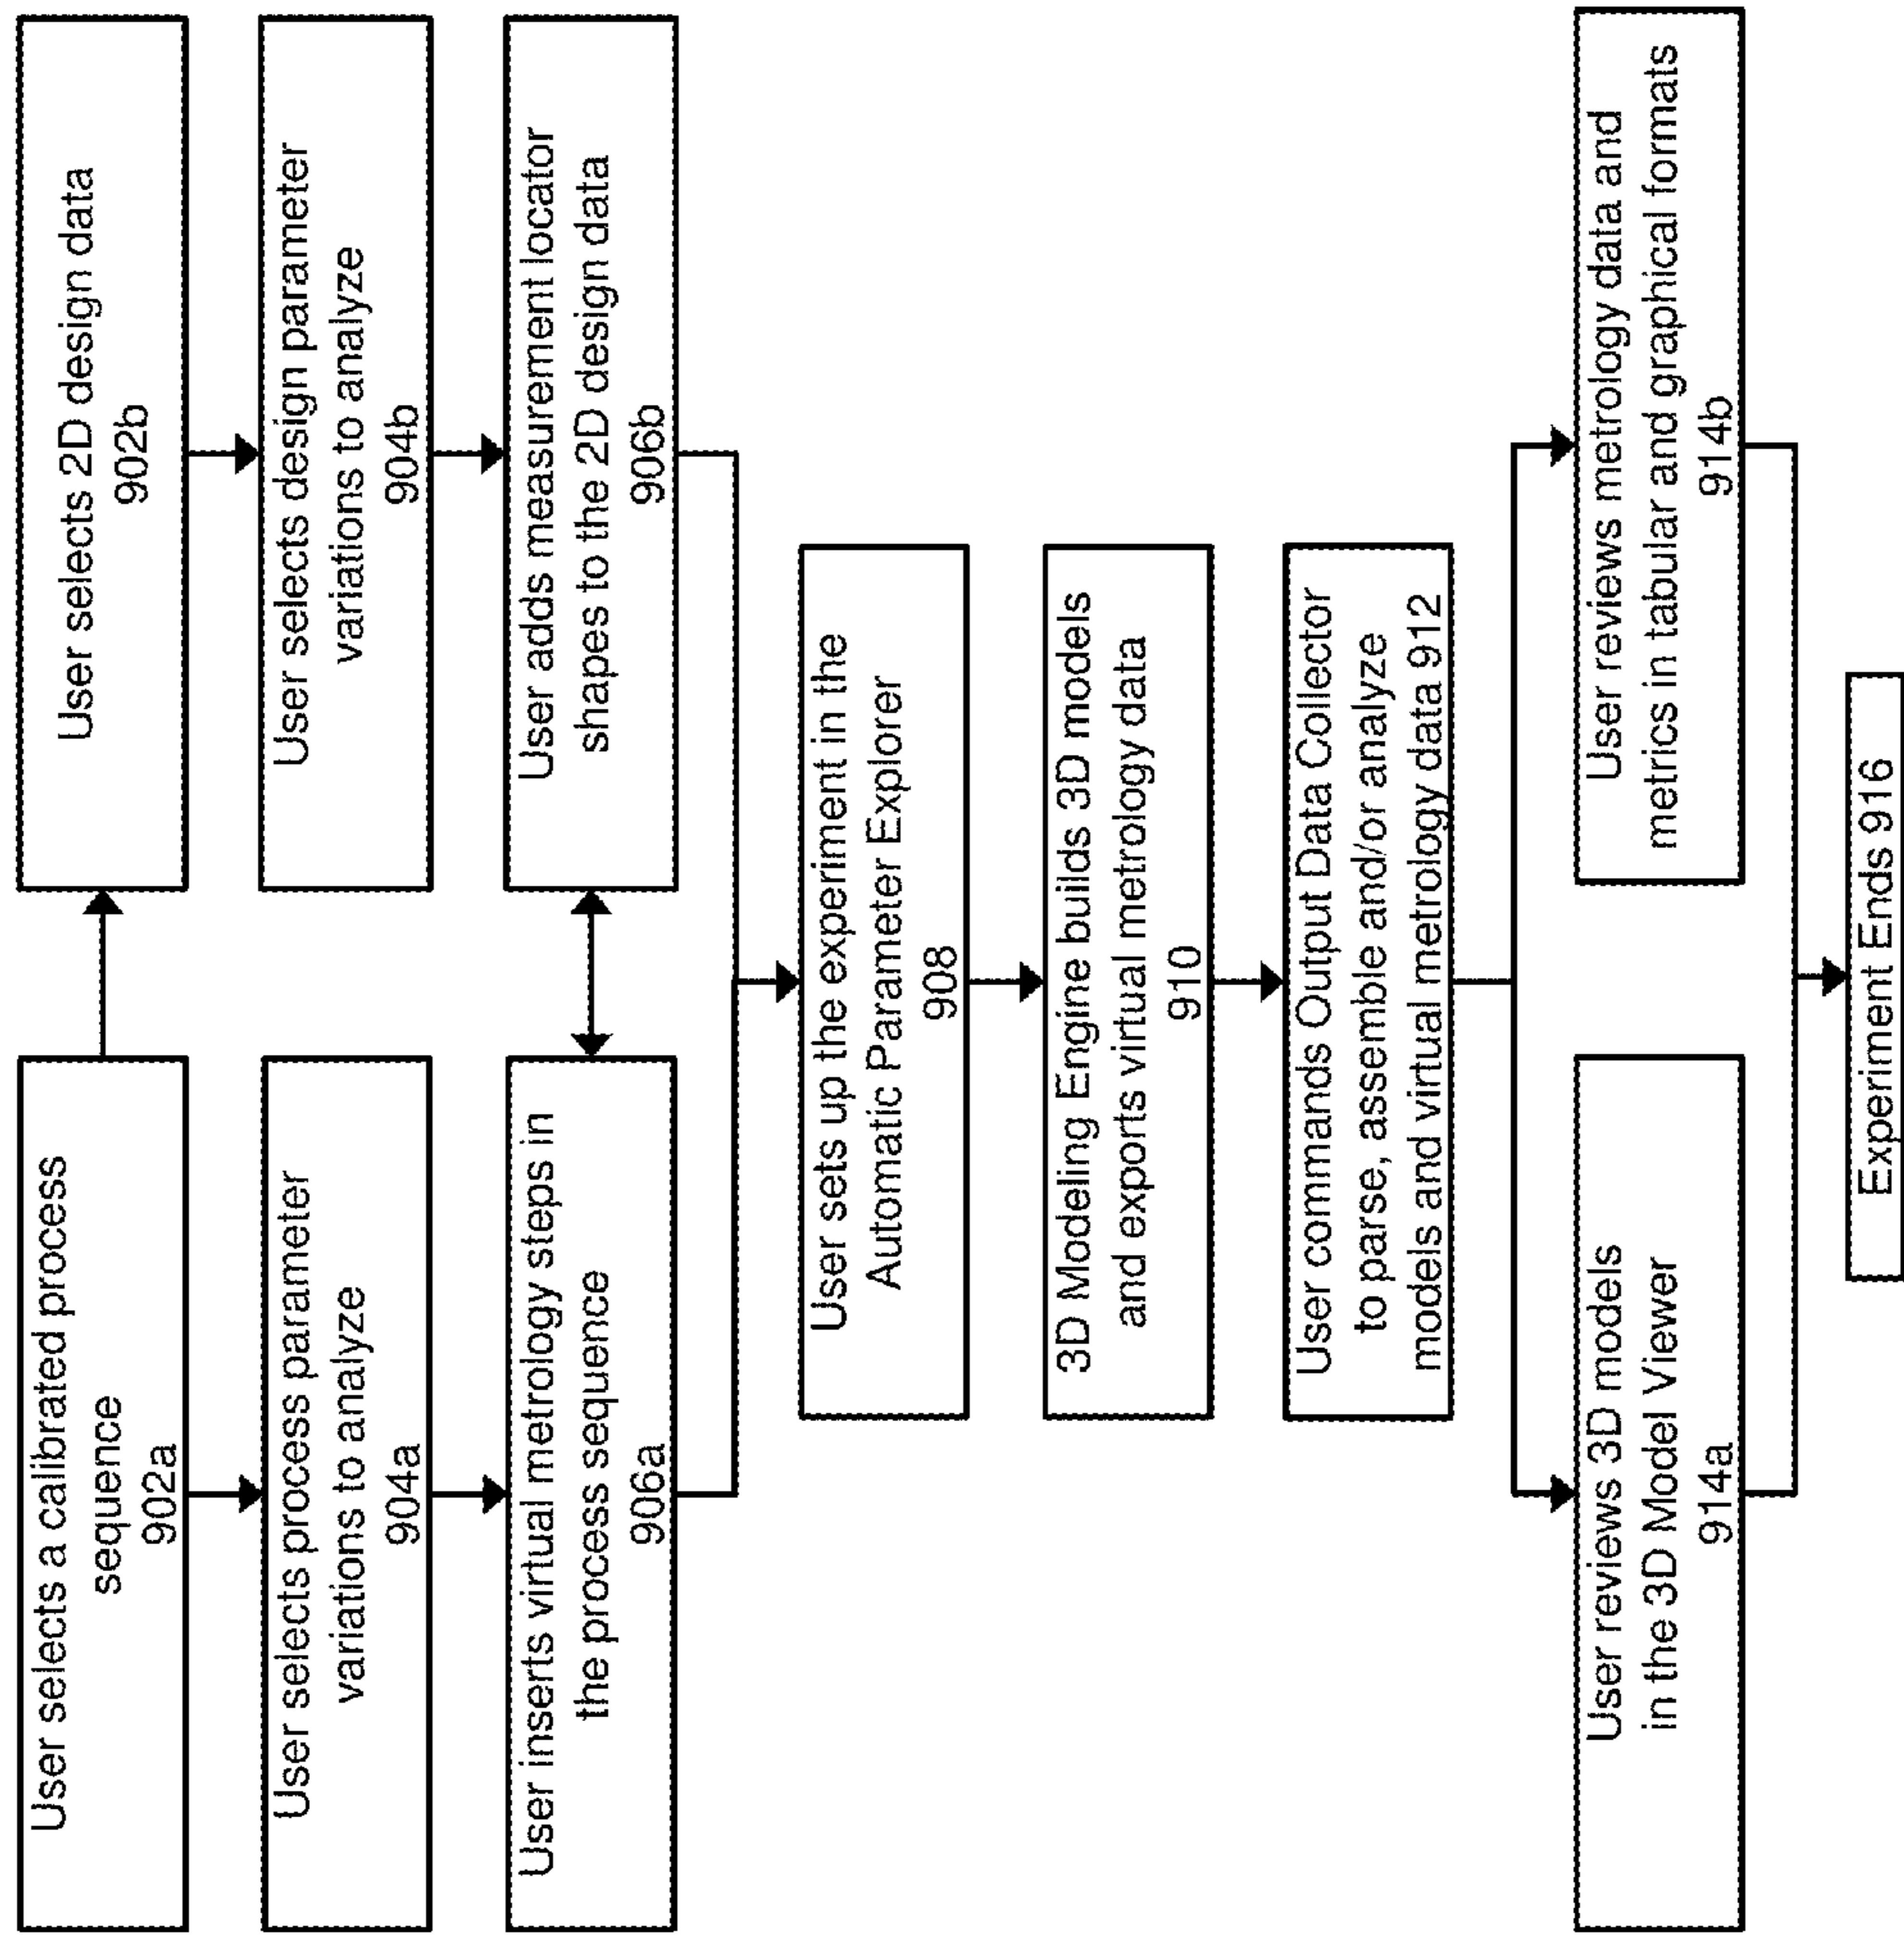 User selects a calibrated process
sequence
902a
User selects 2D design data
902b
User selects process parameter
variations to analyze
904a
User selects design parameter
variations to analyze
904b
User inserts virtual metrology steps in
the process sequence
906a
User adds measurement locator
shapes to the 2D design data
906b
User sets up the experiment in the
Automatic Parameter Explorer
908
3D Modeling Engine builds 3D models
and exports virtual metrology data
910
User commands Output Data Collector
to parse, assemble and/or analyze
models and virtual metrology data 912
User reviews 3D models
in the 3D Model Viewer
914a
User reviews metrology data and
metrics in tabular and graphical formats
914b
Experiment Ends 916